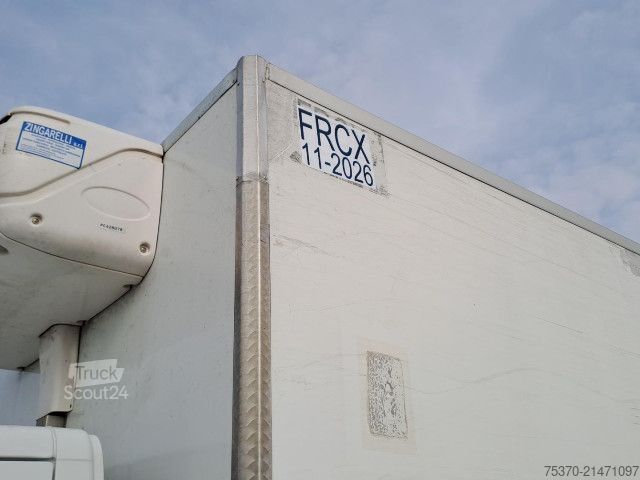 ZINGARELLI s.r.l.
FRCX
11-2026
Truck
Scout24
75370-21471097